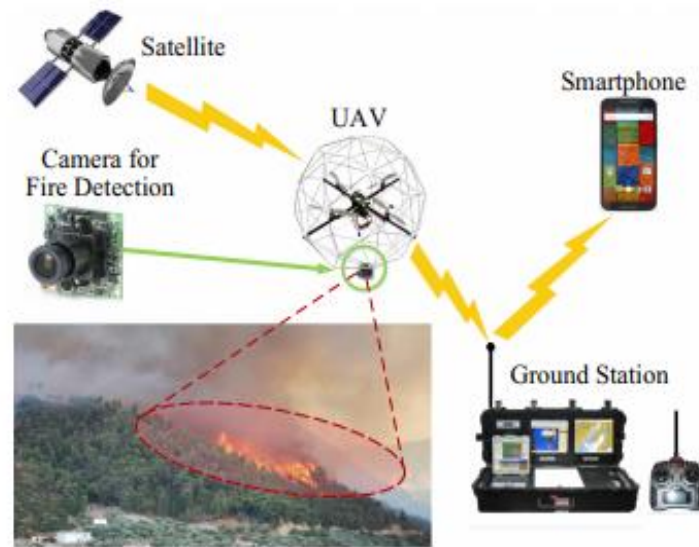 Satellite
Smartphone
UAV
Camera for
Fire Detection
Ground Station